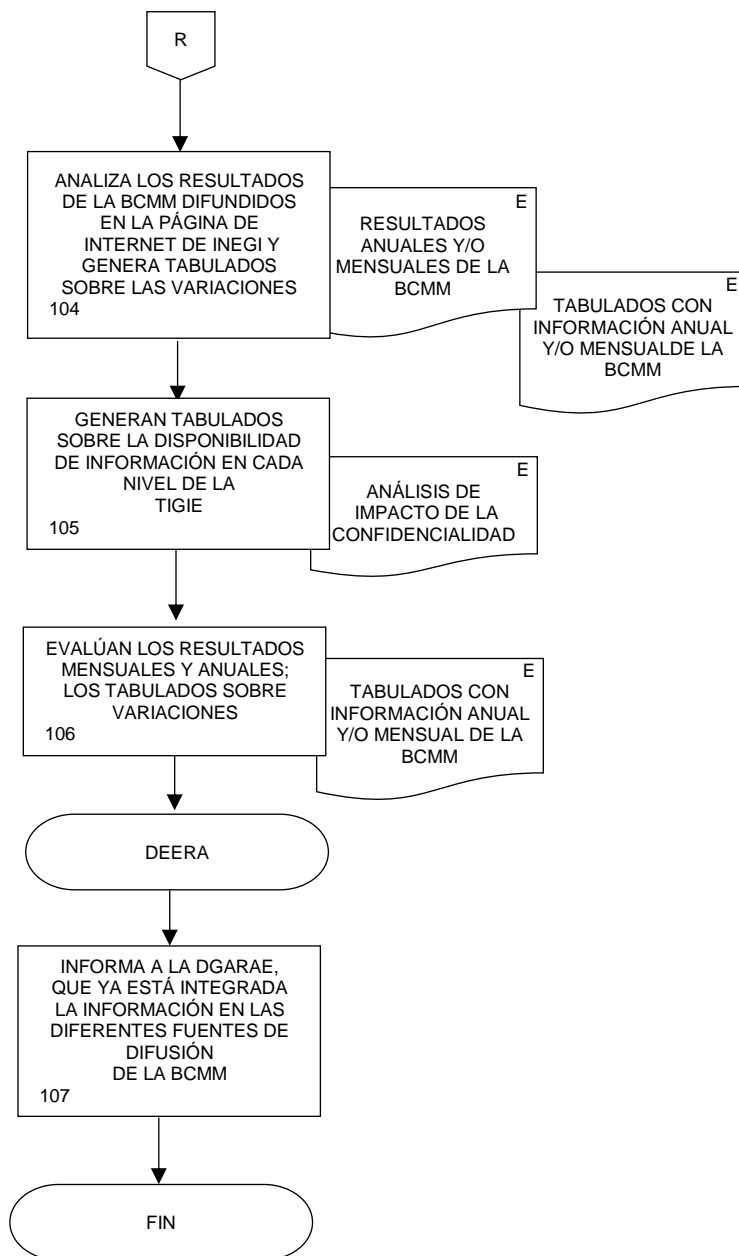 R
ANALIZA LOS RESULTADOS
DE LA BCMM DIFUNDIDOS
EN LA PÁGINA DE
INTERNET DE INEGI Y
GENERA TABULADOS
SOBRE LAS VARIACIONES
104
E
RESULTADOS
ANUALES Y/O
MENSUALES DE LA
BCMM
E
TABULADOS CON
INFORMACIÓN ANUAL
Y/O MENSUALDE LA
BCMM
GENERAN TABULADOS
SOBRE LA DISPONIBILIDAD
DE INFORMACIÓN EN CADA
NIVEL DE LA
TIGIE
105
E
ANÁLISIS DE
IMPACTO DE LA
CONFIDENCIALIDAD
EVALÚAN LOS RESULTADOS
MENSUALES Y ANUALES;
LOS TABULADOS SOBRE
VARIACIONES
106
E
TABULADOS CON
INFORMACIÓN ANUAL
Y/O MENSUAL DE LA
BCMM
DEERA
INFORMA A LA DGARAE,
QUE YA ESTÁ INTEGRADA
LA INFORMACIÓN EN LAS
DIFERENTES FUENTES DE
DIFUSIÓN
DE LA BCMM
107
FIN